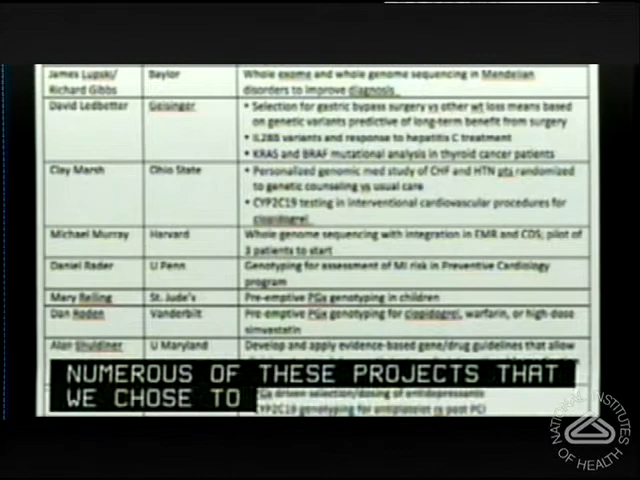 James Lupski/ Baylor Whole exome and whole genome sequencing in Mendelian
Richard Gibbs disorders to improve diagnosis
David Ledbetter Geisinger • Selection for gastric bypass surgery vs other wt loss means based
on genetic variants predictive of long-term benefit from surgery
• IL28B variants and response to hepatitis C treatment
• KRAS and BRAF mutational analysis in thyroid cancer patients
Clay Marsh Ohio State • Personalized genomic med study of CHF and HTN pts randomized
to genetic counseling vs usual care
• CYP2C19 testing in interventional cardiovascular procedures for
clopidogrel
Michael Murray Harvard Whole genome sequencing with integration in EMR and CDS; pilot of
3 patients to start
Daniel Rader U Penn Genotyping for assessment of MI risk in Preventive Cardiology
program
Mary Relling St. Jude's Pre-emptive PGx genotyping in children
Dan Roden Vanderbilt Pre-emptive PGx genotyping for clopidogrel, warfarin, or high-dose
simvastatin
Alan Shuldiner U Maryland Develop and apply evidence-based gene/drug guidelines that allow
NUMEROUS OF THESE PROJECTS THAT
WE CHOSE TO
driven selection/dosing of antidepressants
CYP2C19 genotyping for antiplatelet rx post PCI
NATIONAL INSTITUTES
OF HEALTH